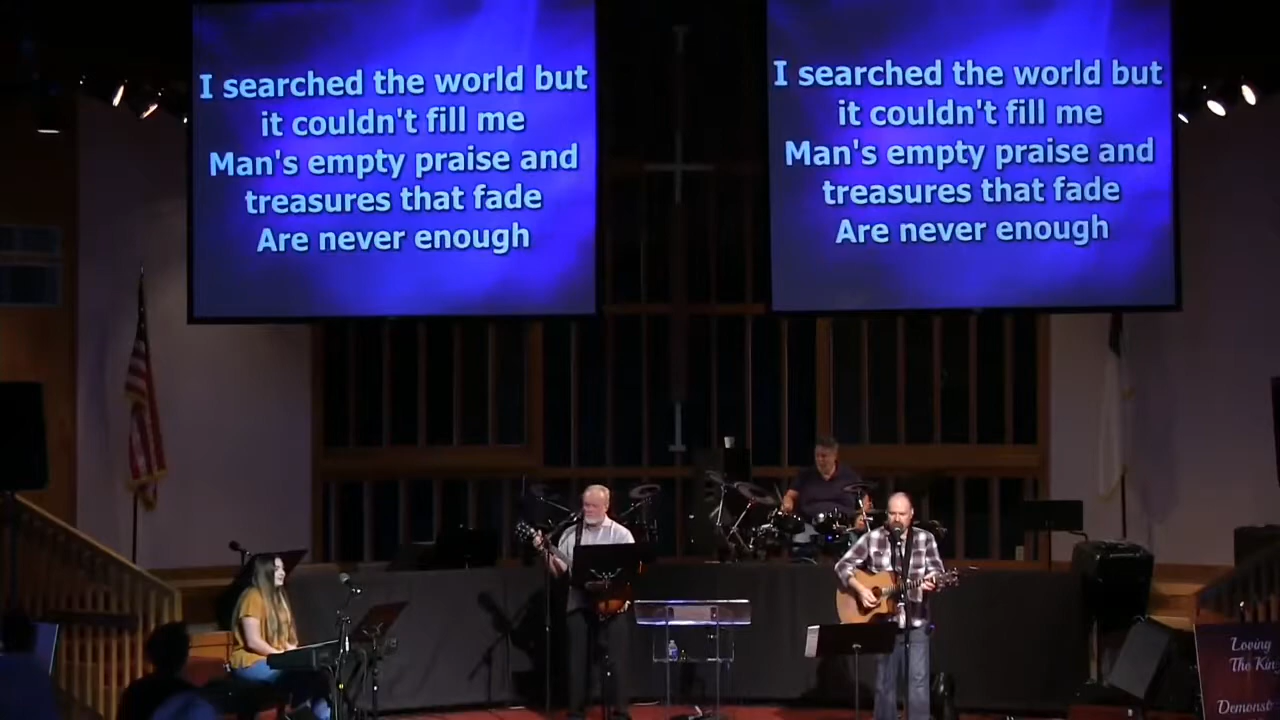 I searched the world but
it couldn't fill me
Man's empty praise and
treasures that fade
Are never enough
I searched the world but
it couldn't fill me
Man's empty praise and
treasures that fade
Are never enough
Loving
The